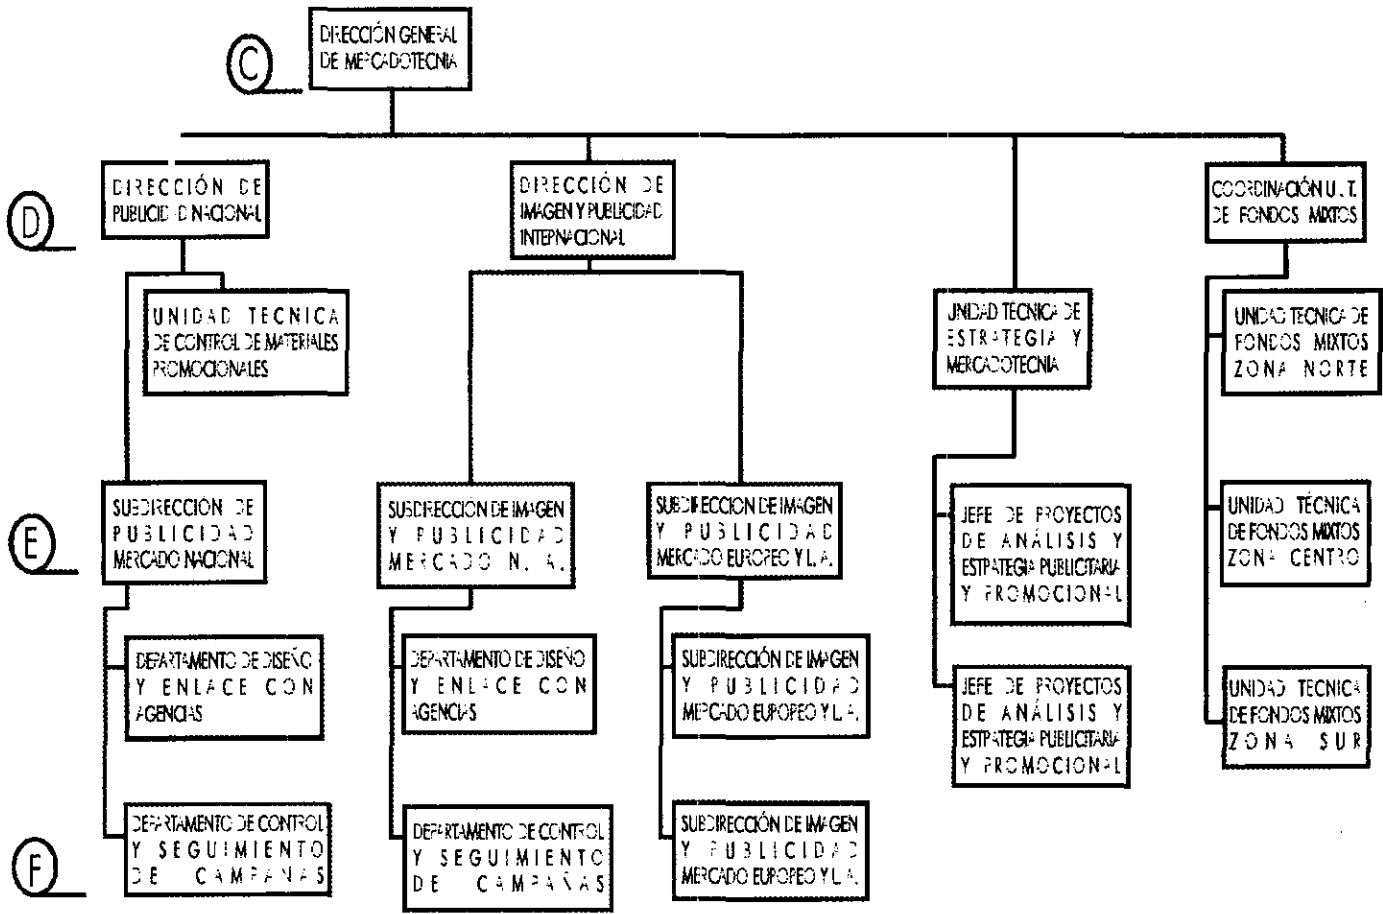 C
DIRECCIÓN GENERAL
DE MERCADOTECNIA
D
DIRECCIÓN DE
PUBLICIDAD NACIONAL
DIRECCIÓN DE
IMAGEN Y PUBLICIDAD
INTERNACIONAL
COORDINACIÓN U. T.
DE FONDOS MIXTOS
UNIDAD TECNICA
DE CONTROL DE MATERIALES
PROMOCIONALES
UNIDAD TÉCNICA DE
ESTRATEGIA Y
MERCADOTECNIA
UNIDAD TECNICA DE
FONDOS MIXTOS
ZONA NORTE
E
SUBDIRECCIÓN DE
PUBLICIDAD
MERCADO NACIONAL
SUBDIRECCIÓN DE IMAGEN
Y PUBLICIDAD
MERCADO N. A.
SUBDIRECCION DE IMAGEN
Y PUBLICIDAD
MERCADO EUROPEO Y L. A.
JEFE DE PROYECTOS
DE ANÁLISIS Y
ESTRATEGIA PUBLICITARIA
Y PROMOCIONAL
UNIDAD TÉCNICA
DE FONDOS MIXTOS
ZONA CENTRO
DEPARTAMENTO DE DISEÑO
Y ENLACE CON
AGENCIAS
DEPARTAMENTO DE DISEÑO
Y ENLACE CON
AGENCIAS
SUBDIRECCIÓN DE IMAGEN
Y PUBLICIDAD
MERCADO EUROPEO Y L. A.
JEFE DE PROYECTOS
DE ANÁLISIS Y
ESTRATEGIA PUBLICITARIA
Y PROMOCIONAL
UNIDAD TECNICA
DE FONDOS MIXTOS
ZONA SUR
F
DEPARTAMENTO DE CONTROL
Y SEGUIMIENTO
DE CAMPAÑAS
DEPARTAMENTO DE CONTROL
Y SEGUIMIENTO
DE CAMPAÑAS
SUBDIRECCIÓN DE IMAGEN
Y PUBLICIDAD
MERCADO EUROPEO Y L. A.